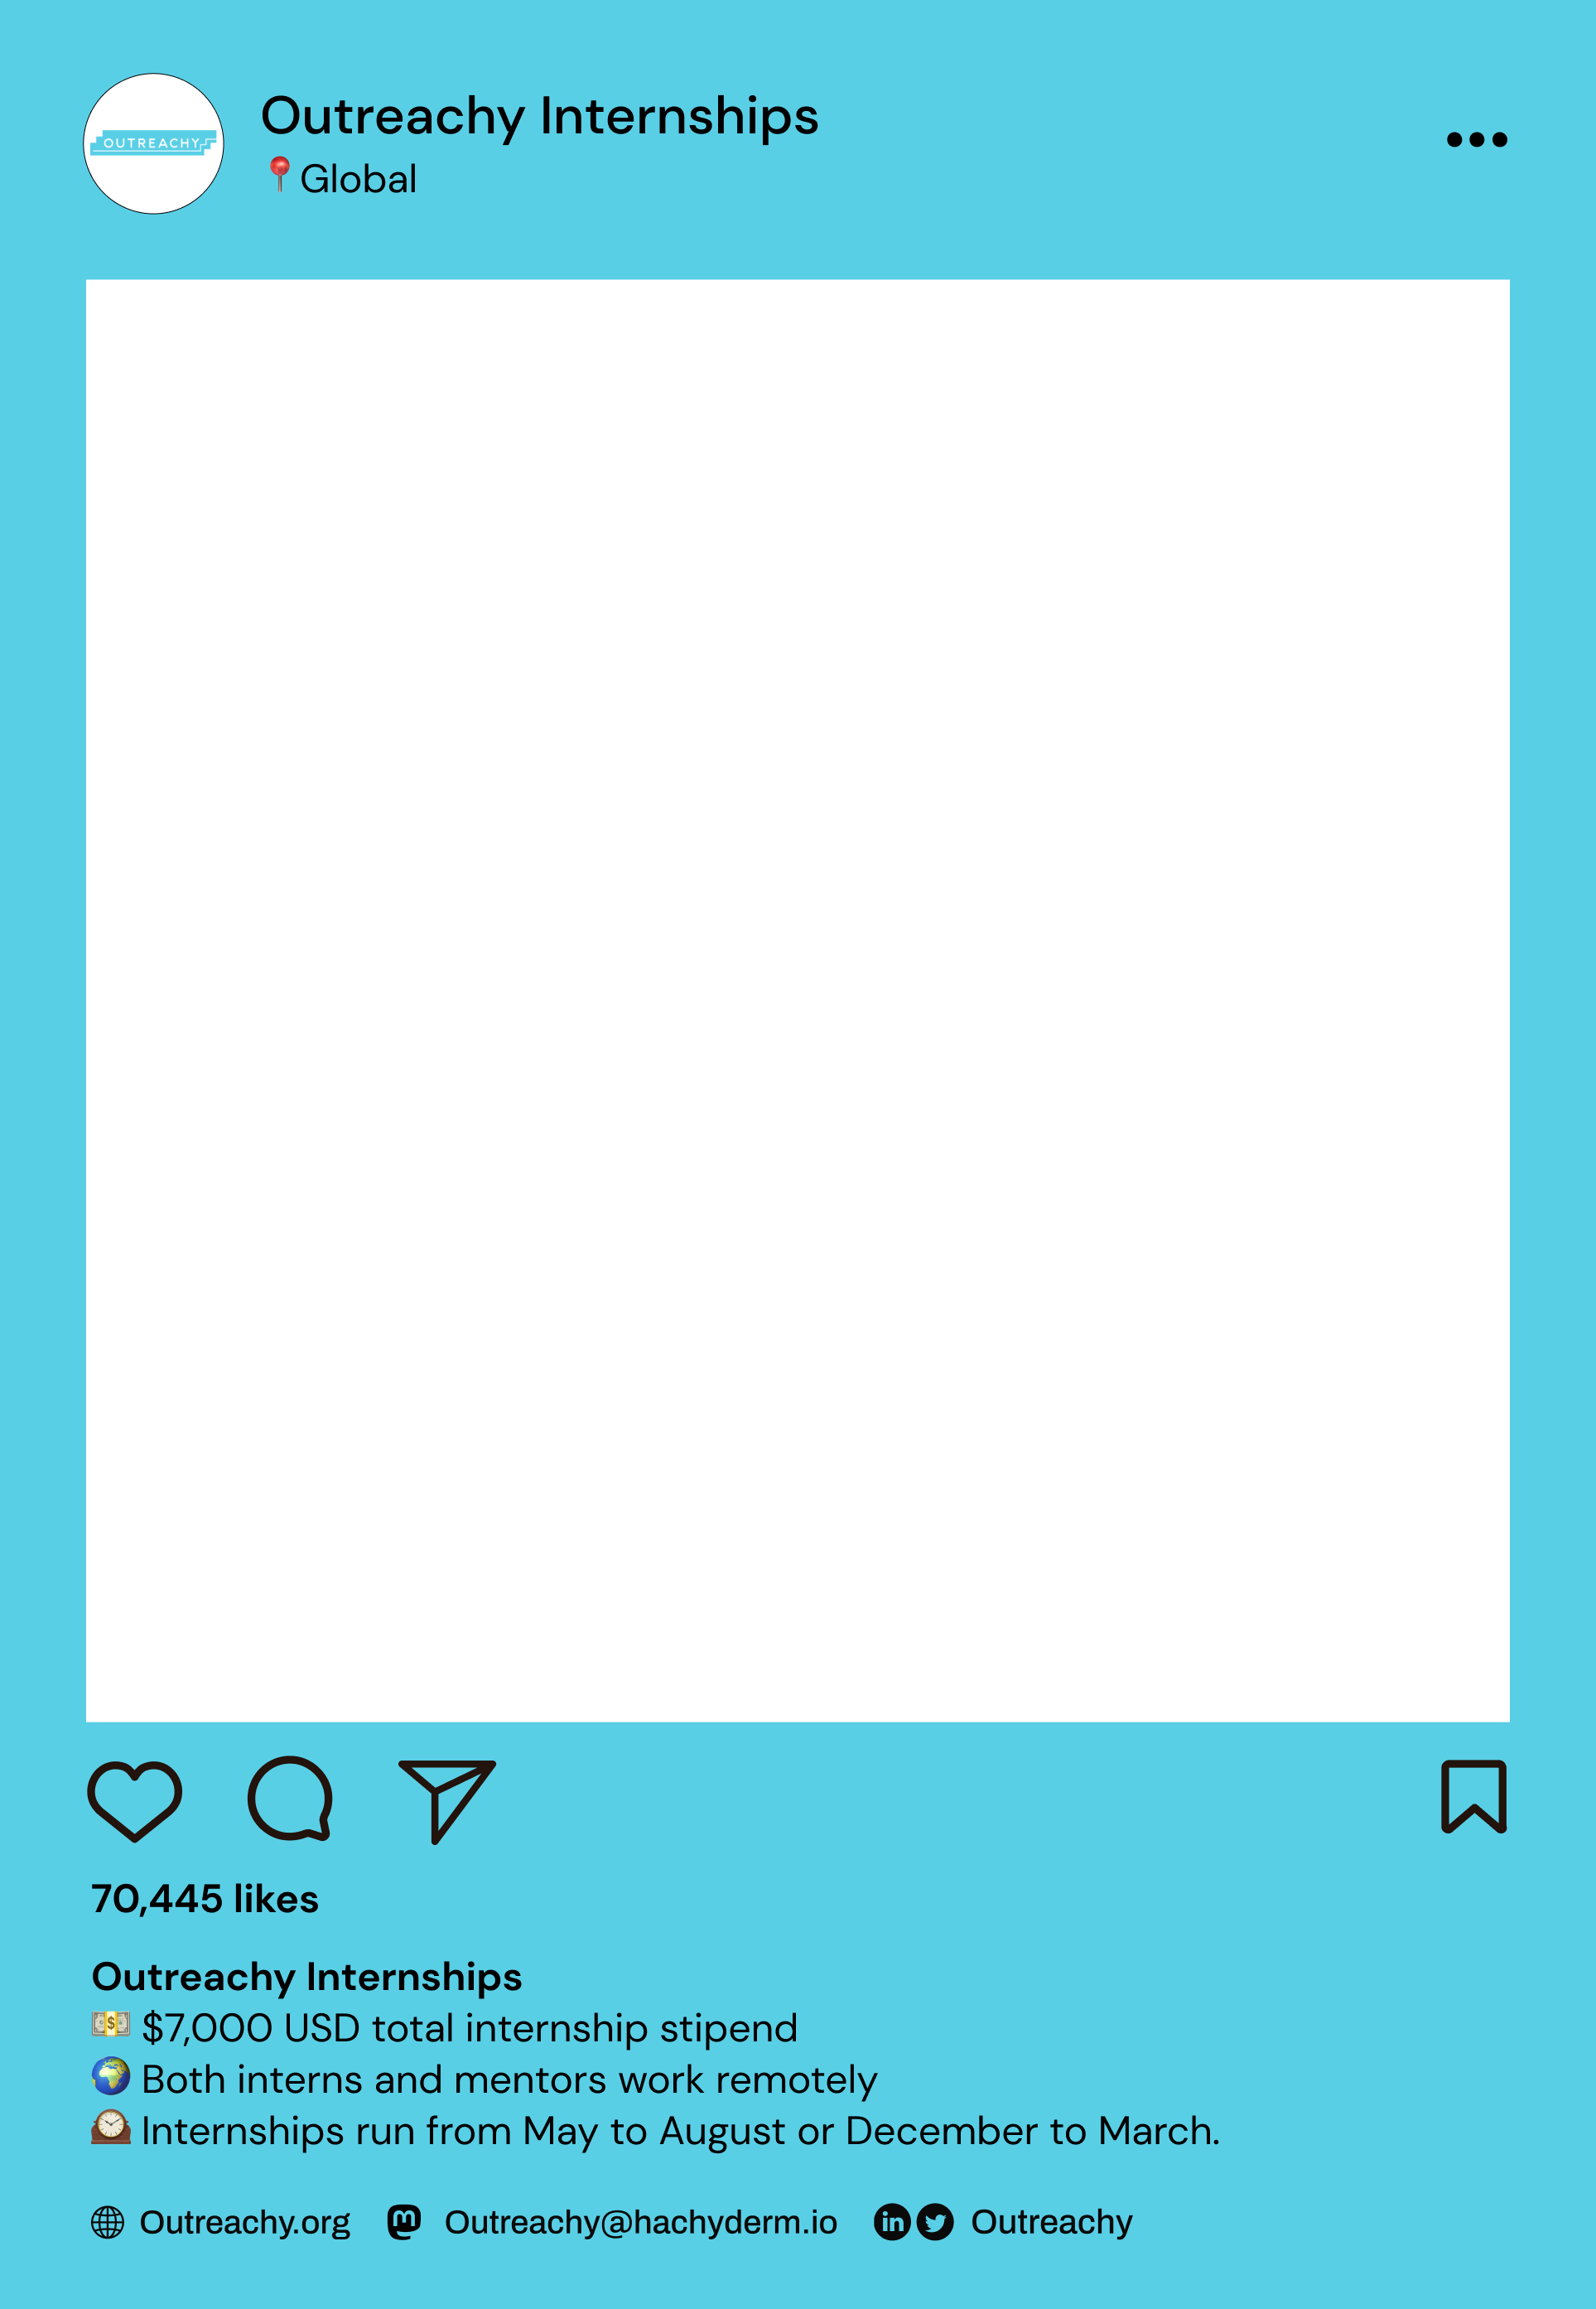 OUTREACHY
Outreachy Internships
📍Global
70,445 likes
Outreachy Internships
💵 $7,000 USD total internship stipend
🌍 Both interns and mentors work remotely
🕰️ Internships run from May to August or December to March.
Outreachy.org Outreachy@hachyderm.io Outreachy